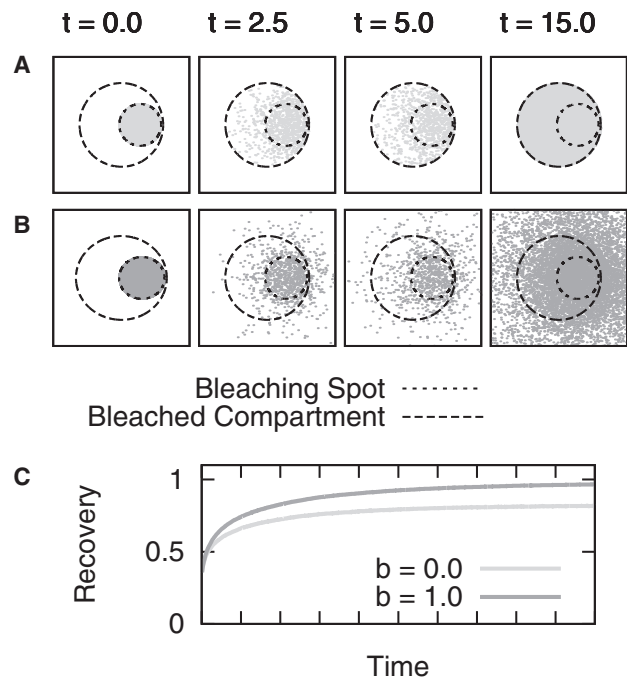 t = 0.0 t = 2.5 t = 5.0 t = 15.0
A
B
Bleaching Spot
Bleached Compartment
C
Recovery
1
0.5
0
b = 0.0
b = 1.0
Time